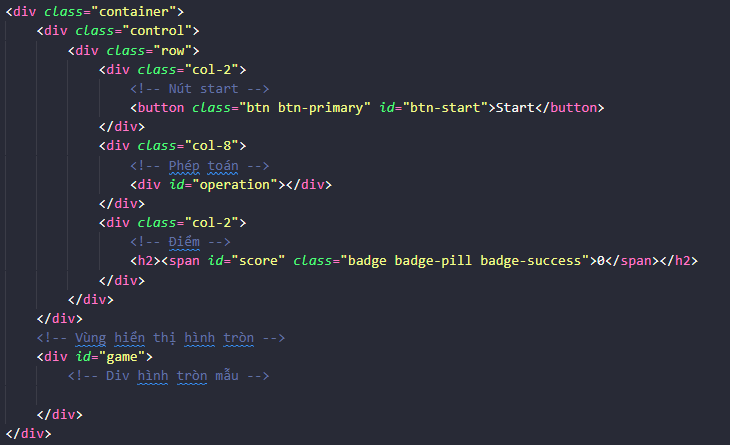 <div class="container">
<div class="control">
<div class="row">
<div class="col-2">
<!-- Nút start -->
<button class="btn btn-primary" id="btn-start">Start</button>
</div>
<div class="col-8">
<!-- Phép toán -->
<div id="operation"></div>
</div>
<div class="col-2">
<!-- Điểm -->
<h2><span id="score" class="badge badge-pill badge-success">0</span></h2>
</div>
</div>
</div>
<!-- Vùng hiển thị hình tròn -->
<div id="game">
<!-- Div hình tròn mẫu -->
</div>
</div>